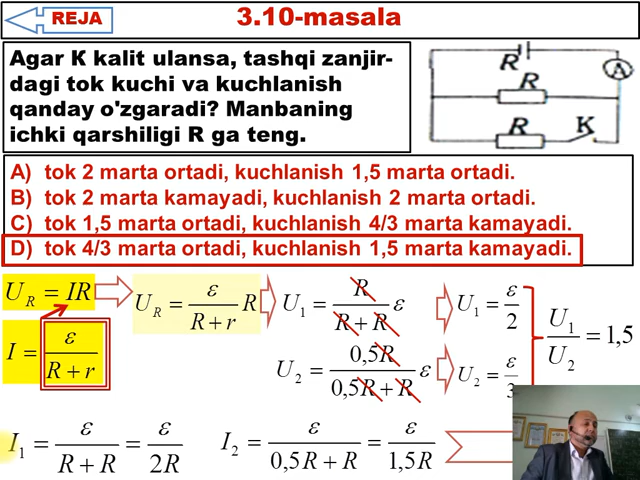 REJA
3.10-masala
Agar K kalit ulansa, tashqi zanjir-
dagi tok kuchi va kuchlanish
qanday o'zgaradi? Manbaning
ichki qarshiligi R ga teng.
R
A
R
R K
A) tok 2 marta ortadi, kuchlanish 1,5 marta ortadi.
B) tok 2 marta kamayadi, kuchlanish 2 marta ortadi.
C) tok 1,5 marta ortadi, kuchlanish 4/3 marta kamayadi.
D) tok 4/3 marta ortadi, kuchlanish 1,5 marta kamayadi.
U_R = IR
U_R = ε/(R+r) R
U_1 = R/(R+R) ε
U_1 = ε/2
U_1/U_2 = 1,5
I = ε/(R+r)
U_2 = 0,5R/(0,5R+R) ε
U_2 = ε/3
I_1 = ε/(R+R) = ε/2R
I_2 = ε/(0,5R+R) = ε/1,5R